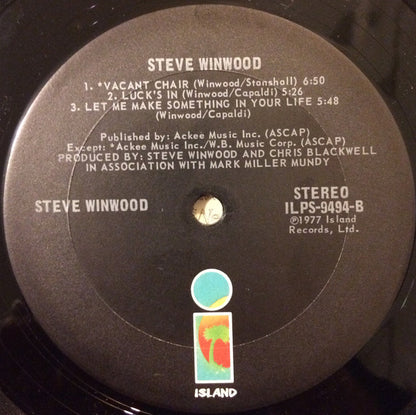 STEVE WINWOOD
1. *VACANT CHAIR (Winwood/Stanshall) 6:50
2. LUCK'S IN (Winwood/Capaldi) 5:26
3. LET ME MAKE SOMETHING IN YOUR LIFE 5:48
(Winwood/Capaldi)
Published by: Ackee Music Inc. (ASCAP)
Except: *Ackee Music Inc./W.B. Music Corp. (ASCAP)
PRODUCED BY: STEVE WINWOOD AND CHRIS BLACKWELL
IN ASSOCIATION WITH MARK MILLER MUNDY
STEVE WINWOOD
STEREO
ILPS-9494-B
Ⓟ1977 Island
Records, Ltd.
ISLAND